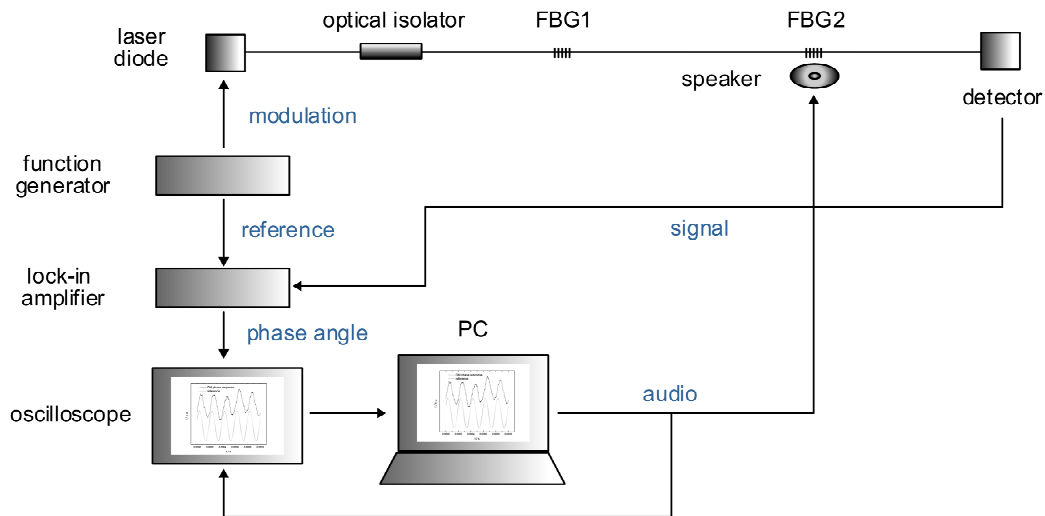 optical isolator
FBG1
FBG2
laser
diode
speaker
detector
modulation
function
generator
reference
signal
lock-in
amplifier
phase angle
PC
oscilloscope
audio